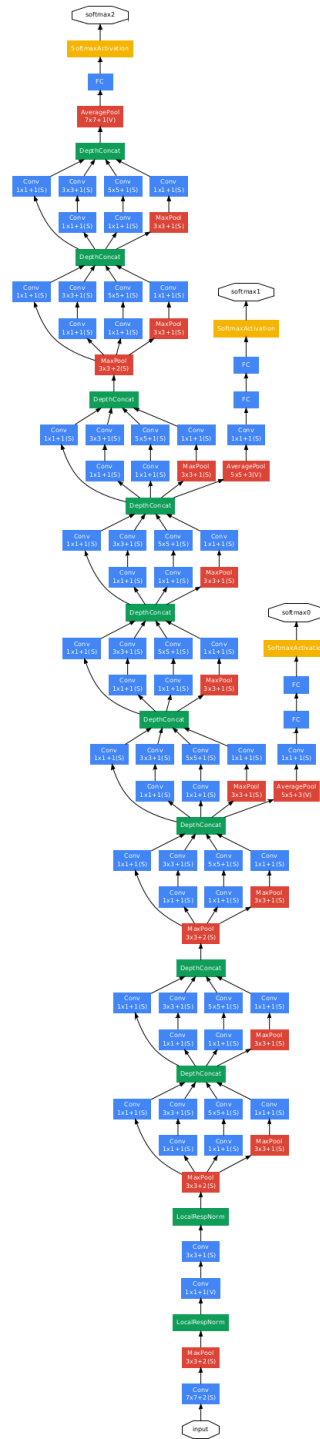 softmax2
SoftmaxActivation
FC
AveragePool
7x7+1(V)
DepthConcat
Conv Conv Conv Conv
1x1+1(S) 3x3+1(S) 5x5+1(S) 1x1+1(S)
Conv Conv MaxPool
1x1+1(S) 1x1+1(S) 3x3+1(S)
DepthConcat
Conv Conv Conv Conv
1x1+1(S) 3x3+1(S) 5x5+1(S) 1x1+1(S)
softmax1
Conv Conv MaxPool
1x1+1(S) 1x1+1(S) 3x3+1(S)
SoftmaxActivation
MaxPool
3x3+2(S)
FC
DepthConcat
FC
Conv Conv Conv Conv Conv
1x1+1(S) 3x3+1(S) 5x5+1(S) 1x1+1(S) 1x1+1(S)
Conv Conv MaxPool AveragePool
1x1+1(S) 1x1+1(S) 3x3+1(S) 5x5+3(V)
DepthConcat
Conv Conv Conv Conv
1x1+1(S) 3x3+1(S) 5x5+1(S) 1x1+1(S)
Conv Conv MaxPool
1x1+1(S) 1x1+1(S) 3x3+1(S)
DepthConcat
softmax0
Conv Conv Conv Conv
1x1+1(S) 3x3+1(S) 5x5+1(S) 1x1+1(S)
SoftmaxActivation
Conv Conv MaxPool
1x1+1(S) 1x1+1(S) 3x3+1(S)
FC
DepthConcat
FC
Conv Conv Conv Conv Conv
1x1+1(S) 3x3+1(S) 5x5+1(S) 1x1+1(S) 1x1+1(S)
Conv Conv MaxPool AveragePool
1x1+1(S) 1x1+1(S) 3x3+1(S) 5x5+3(V)
DepthConcat
Conv Conv Conv Conv
1x1+1(S) 3x3+1(S) 5x5+1(S) 1x1+1(S)
Conv Conv MaxPool
1x1+1(S) 1x1+1(S) 3x3+1(S)
MaxPool
3x3+2(S)
DepthConcat
Conv Conv Conv Conv
1x1+1(S) 3x3+1(S) 5x5+1(S) 1x1+1(S)
Conv Conv MaxPool
1x1+1(S) 1x1+1(S) 3x3+1(S)
DepthConcat
Conv Conv Conv Conv
1x1+1(S) 3x3+1(S) 5x5+1(S) 1x1+1(S)
Conv Conv MaxPool
1x1+1(S) 1x1+1(S) 3x3+1(S)
MaxPool
3x3+2(S)
LocalRespNorm
Conv
3x3+1(S)
Conv
1x1+1(V)
LocalRespNorm
MaxPool
3x3+2(S)
Conv
7x7+2(S)
input